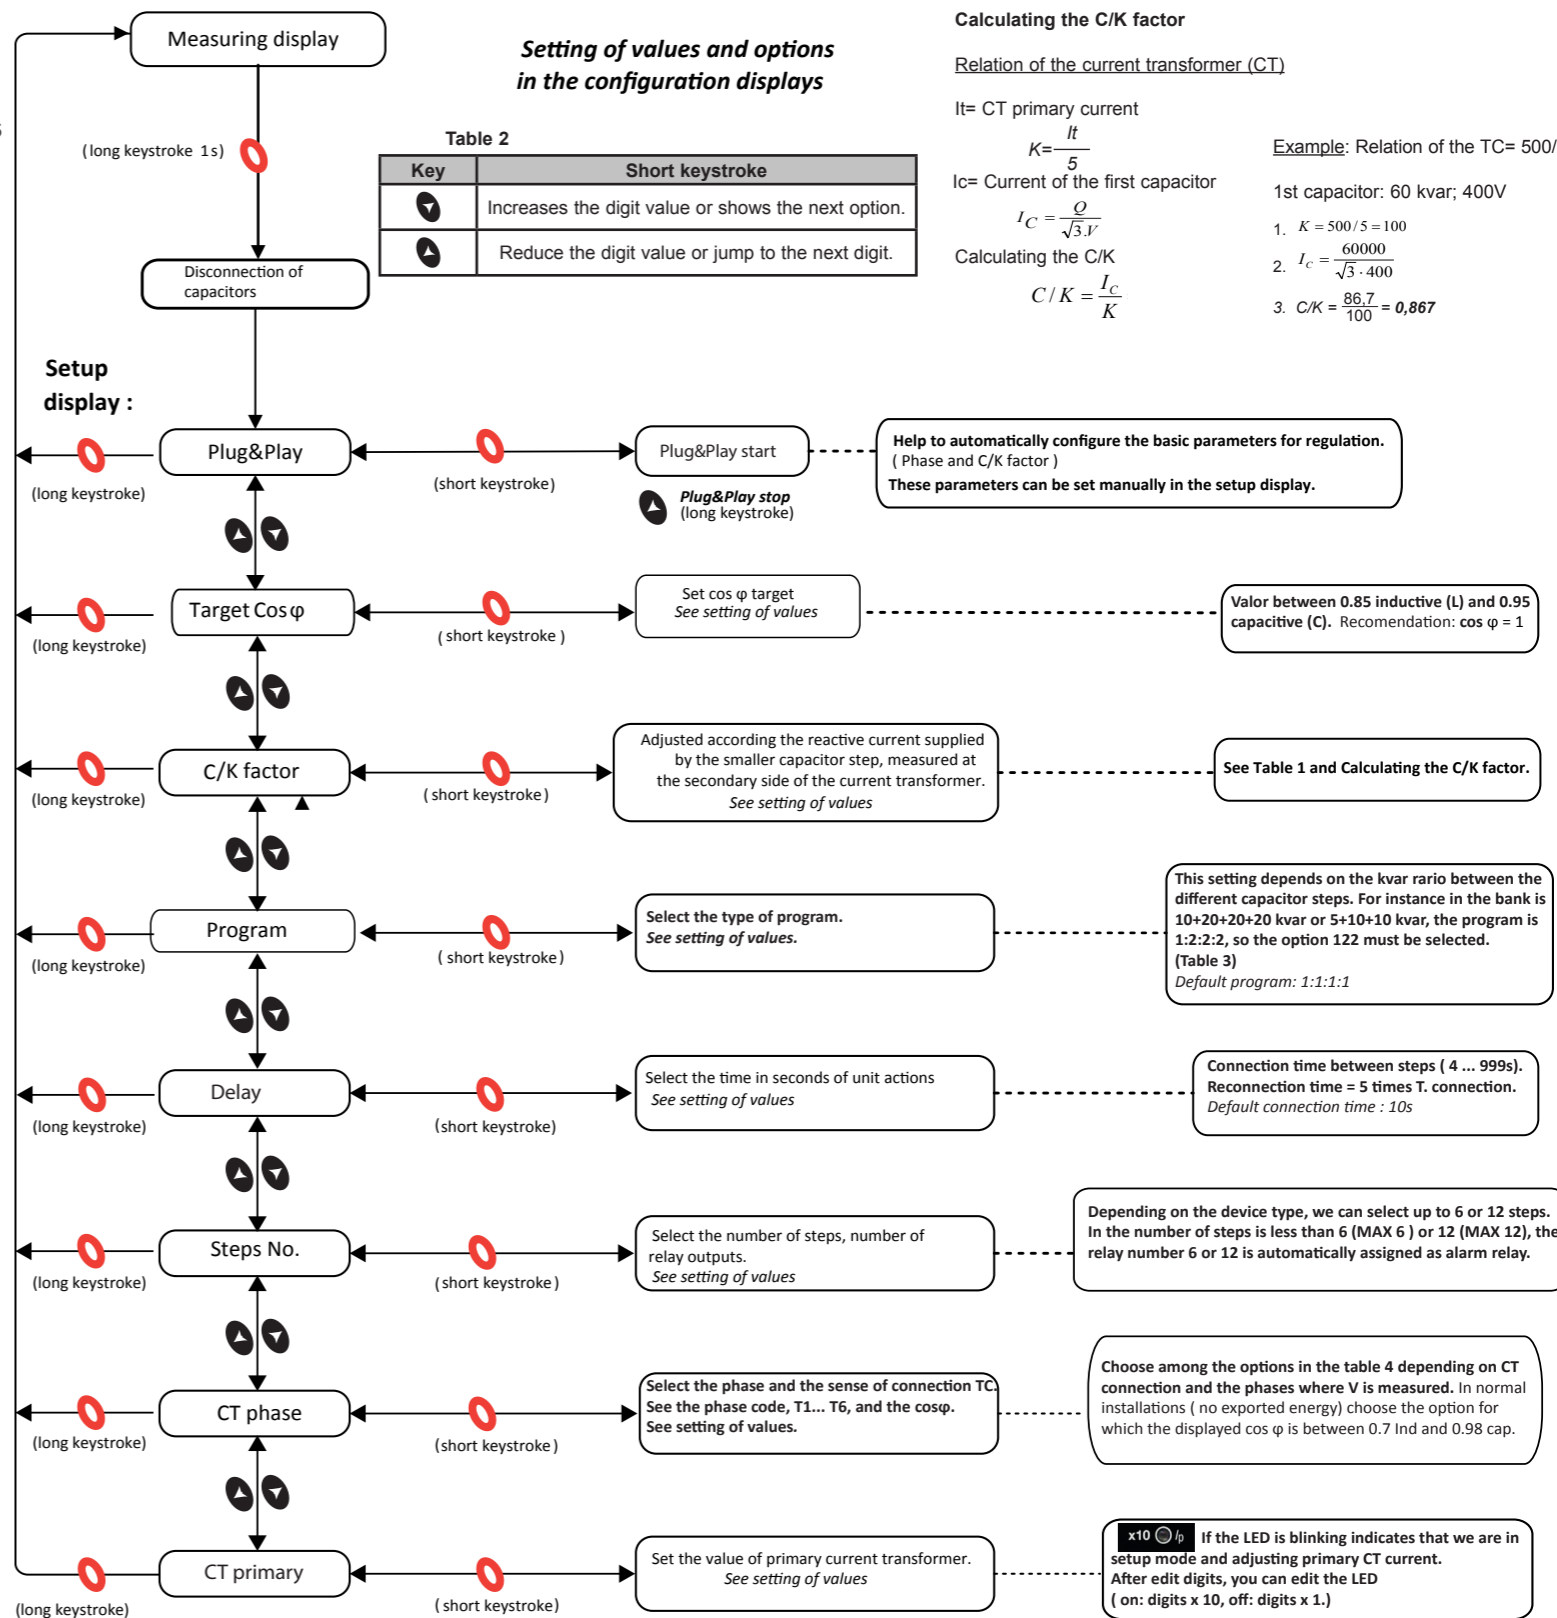 Measuring display
(long keystroke 1s)
Disconnection of
capacitors
Setting of values and options
in the configuration displays
Table 2
Key Short keystroke
Increases the digit value or shows the next option.
Reduce the digit value or jump to the next digit.
Calculating the C/K factor
Relation of the current transformer (CT)
It= CT primary current
K= It / 5
Ic= Current of the first capacitor
I_C = Q / √3.V
Calculating the C/K
C / K = I_C / K
Example: Relation of the TC= 500/
1st capacitor: 60 kvar; 400V
1. K = 500 / 5 = 100
2. I_C = 60000 / √3 · 400
3. C/K = 86,7 / 100 = 0,867
Setup
display :
Plug&Play
(long keystroke)
(short keystroke)
Plug&Play start
Plug&Play stop
(long keystroke)
Help to automatically configure the basic parameters for regulation.
( Phase and C/K factor )
These parameters can be set manually in the setup display.
Target Cos φ
(long keystroke)
( short keystroke )
Set cos φ target
See setting of values
Valor between 0.85 inductive (L) and 0.95
capacitive (C). Recomendation: cos φ = 1
C/K factor
(long keystroke)
( short keystroke)
Adjusted according the reactive current supplied
by the smaller capacitor step, measured at
the secondary side of the current transformer.
See setting of values
See Table 1 and Calculating the C/K factor.
Program
(long keystroke)
( short keystroke)
Select the type of program.
See setting of values.
This setting depends on the kvar rario between the
different capacitor steps. For instance in the bank is
10+20+20+20 kvar or 5+10+10 kvar, the program is
1:2:2:2, so the option 122 must be selected.
(Table 3)
Default program: 1:1:1:1
Delay
(long keystroke)
(short keystroke)
Select the time in seconds of unit actions
See setting of values
Connection time between steps ( 4 ... 999s).
Reconnection time = 5 times T. connection.
Default connection time : 10s
Steps No.
(long keystroke)
(short keystroke)
Select the number of steps, number of
relay outputs.
See setting of values
Depending on the device type, we can select up to 6 or 12 steps.
In the number of steps is less than 6 (MAX 6 ) or 12 (MAX 12), the
relay number 6 or 12 is automatically assigned as alarm relay.
CT phase
(long keystroke)
(short keystroke )
Select the phase and the sense of connection TC.
See the phase code, T1... T6, and the cosφ.
See setting of values.
Choose among the options in the table 4 depending on CT
connection and the phases where V is measured. In normal
installations ( no exported energy) choose the option for
which the displayed cos φ is between 0.7 Ind and 0.98 cap.
CT primary
(long keystroke)
( short keystroke)
Set the value of primary current transformer.
See setting of values
x10 Ip If the LED is blinking indicates that we are in
setup mode and adjusting primary CT current.
After edit digits, you can edit the LED
( on: digits x 10, off: digits x 1.)